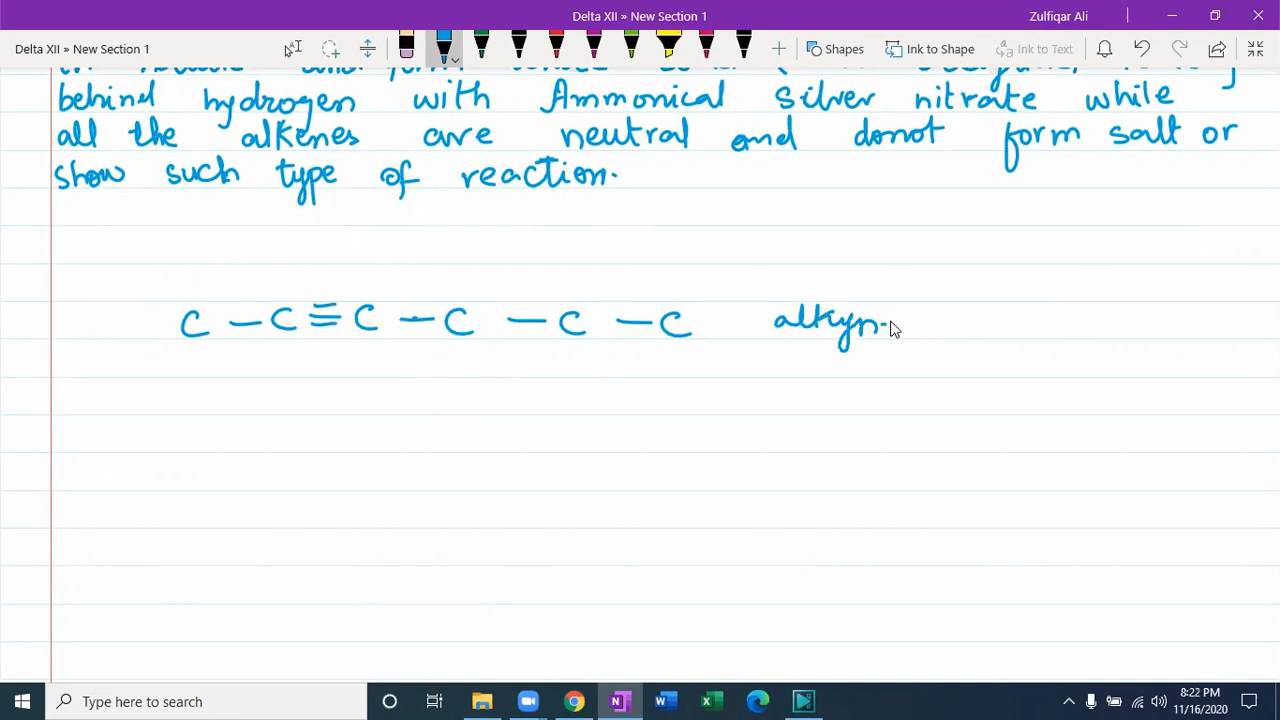 Delta XII » New Section 1
Zulfiqar Ali
Delta XII » New Section 1
Shapes
Ink to Shape
Ink to Text
behind hydrogen with Ammonical silver nitrate while
all the alkenes are neutral and donot form salt or
show such type of reaction.
C – C ≡ C – C – C – C alkyn
Type here to search
8:22 PM
11/16/2020